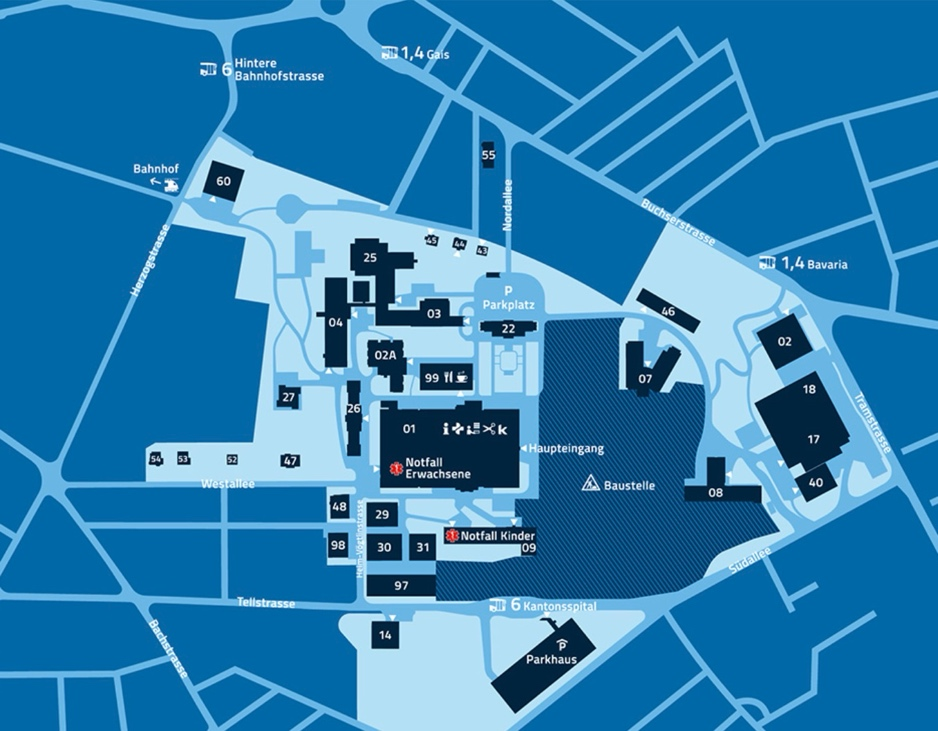 1,4 Gais
6 Hintere
Bahnhofstrasse
55
Bahnhof
60
Nordallee
Buchserstrasse
45
44
43
25
1,4 Bavaria
Herzogstrasse
P
Parkplatz
46
04
03
22
02
02A
99
07
27
26
18
01
i k
Tramstrasse
17
Haupteingang
54
53
52
47
Notfall
Erwachsene
Westallee
Baustelle
40
08
48
29
Notfall Kinder
09
98
30
31
Südallee
97
Tellstrasse
6 Kantonsspital
14
P
Parkhaus
Bachstrasse